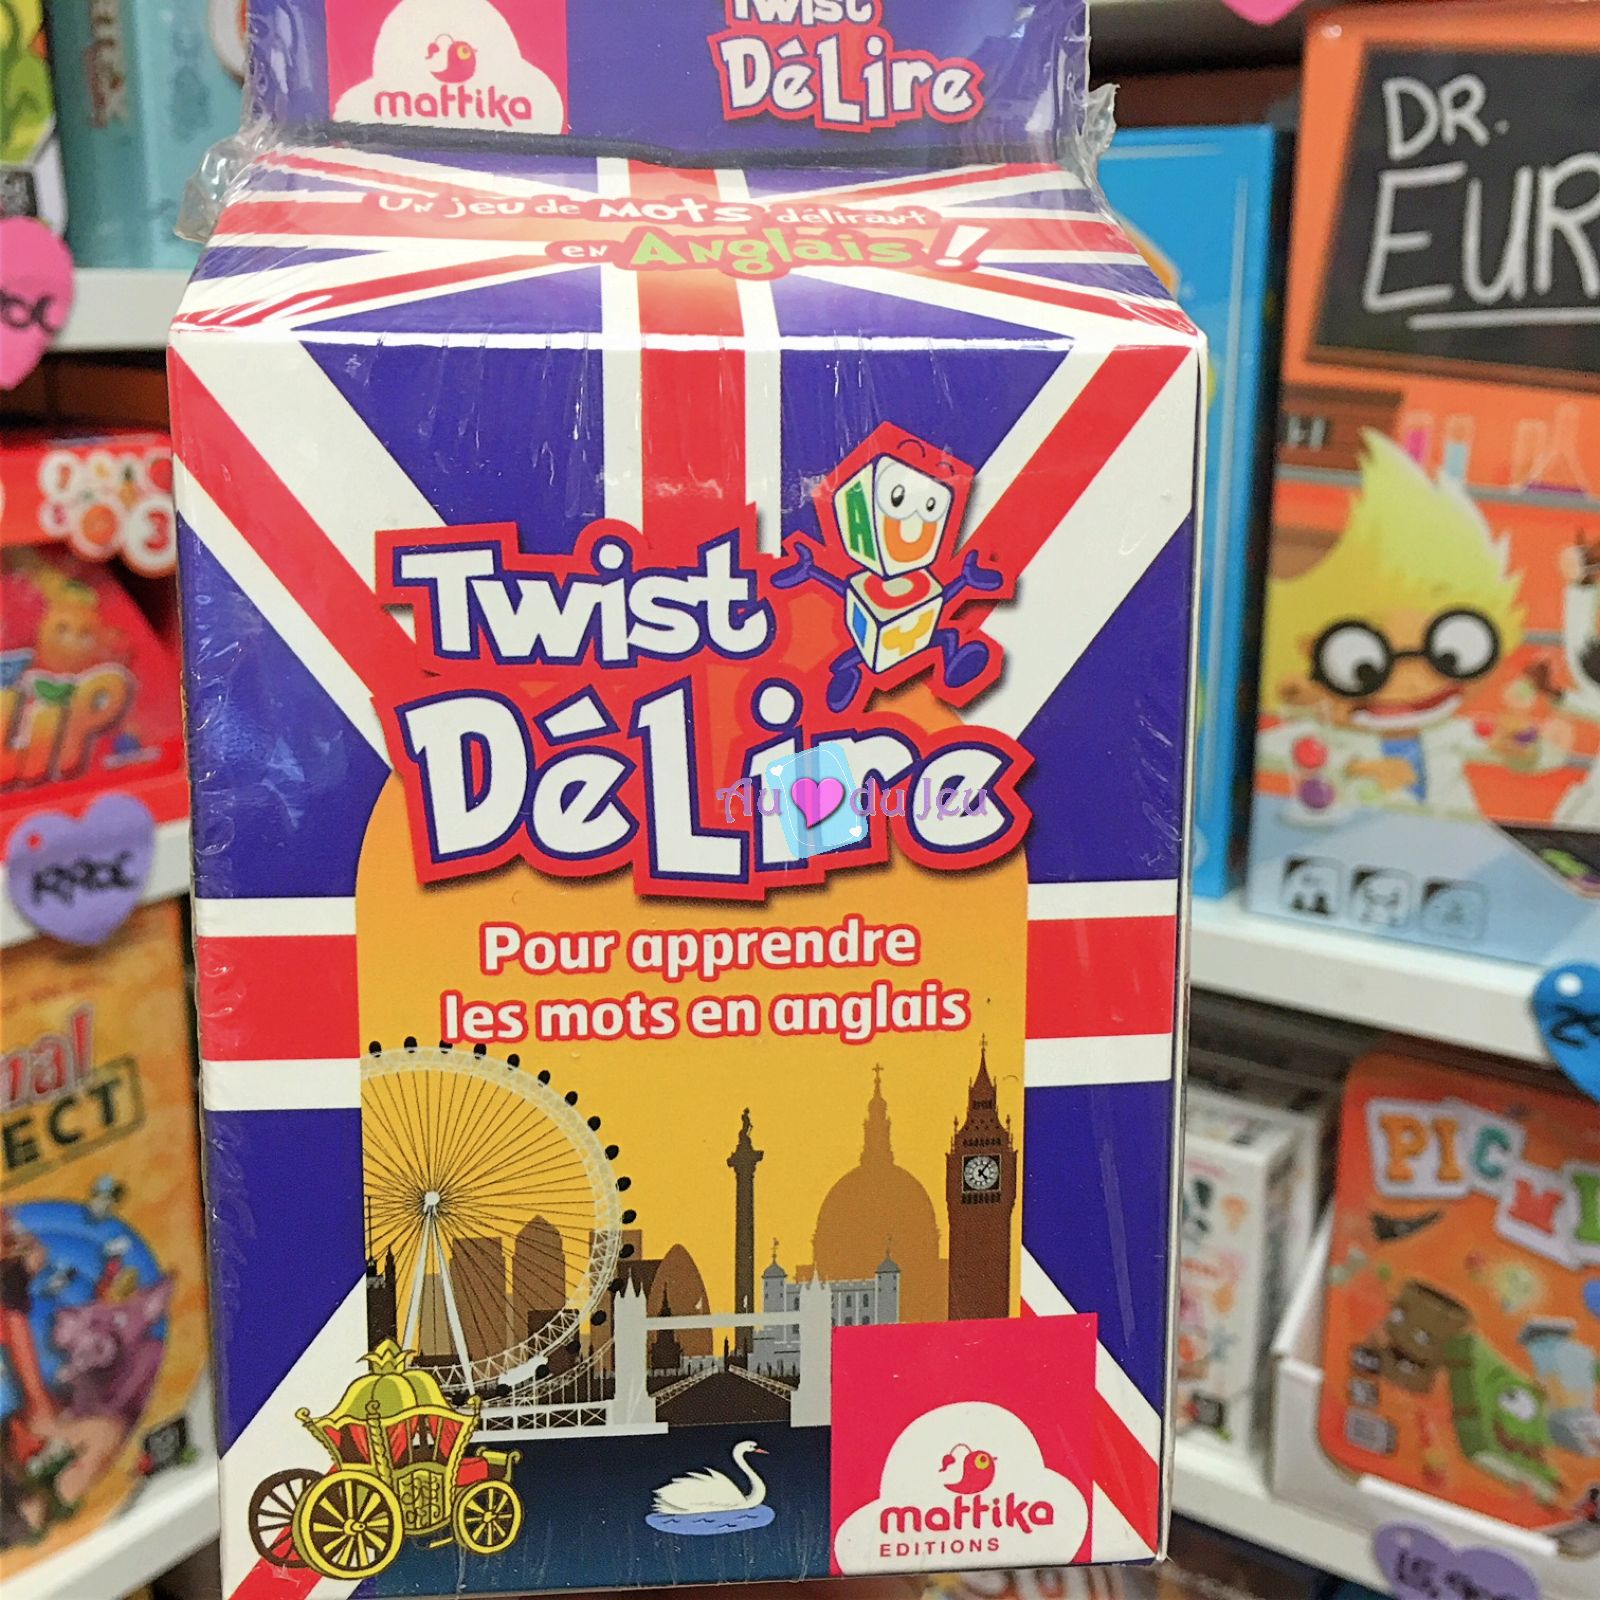 mattika
Twist
DéLire
Un jeu de mots délirant
en Anglais !
DR.
EUR
Twist
DéLire
A U
O
Y
Au du Jeu
Pour apprendre
les mots en anglais
ECT
PIC
mattika
EDITIONS